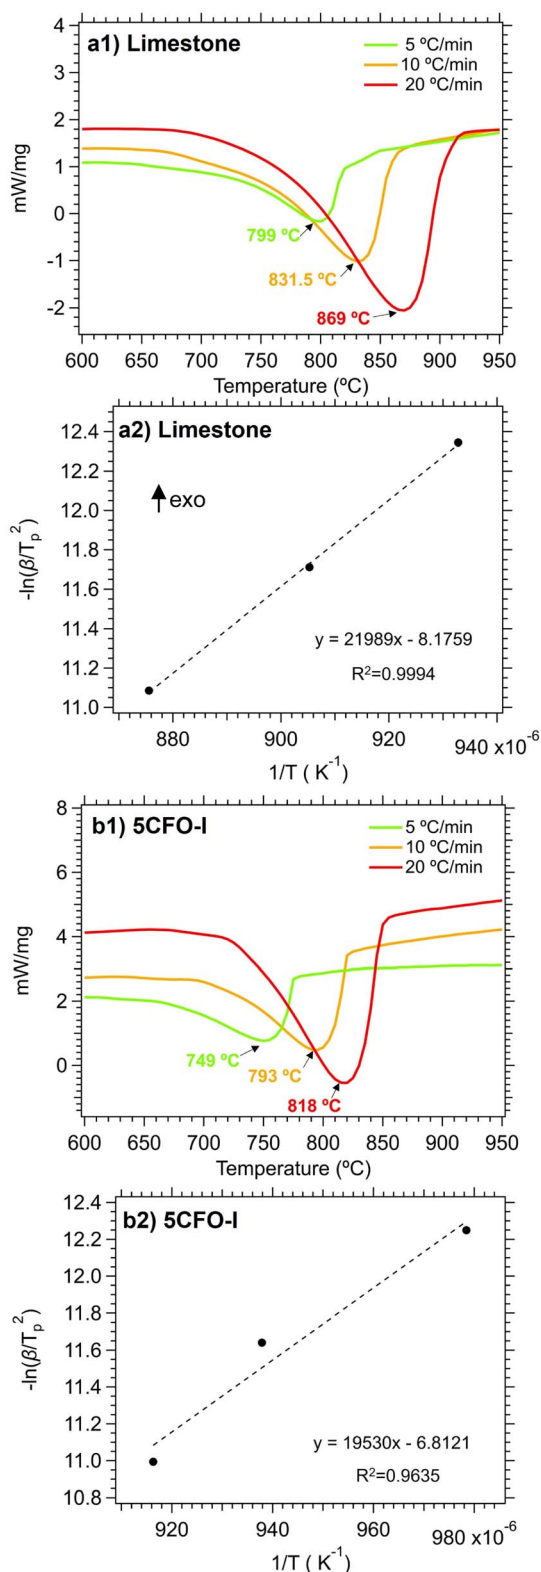 a1) Limestone
5 ºC/min
10 ºC/min
20 ºC/min
4
3
2
1
0
-1
-2
mW/mg
799 ºC
831.5 ºC
869 ºC
600 650 700 750 800 850 900 950
Temperature (ºC)
a2) Limestone
12.4
12.2
12.0
11.8
11.6
11.4
11.2
11.0
-ln(β/Tp²)
exo
y = 21989x - 8.1759
R²=0.9994
880 900 920 940 x10⁻⁶
1/T ( K⁻¹)
b1) 5CFO-I
5 ºC/min
10 ºC/min
20 ºC/min
8
6
4
2
0
mW/mg
749 ºC
793 ºC
818 ºC
600 650 700 750 800 850 900 950
Temperature (ºC)
b2) 5CFO-I
12.4
12.2
12.0
11.8
11.6
11.4
11.2
11.0
10.8
-ln(β/Tp²)
y = 19530x - 6.8121
R²=0.9635
920 940 960 980 x10⁻⁶
1/T ( K⁻¹)